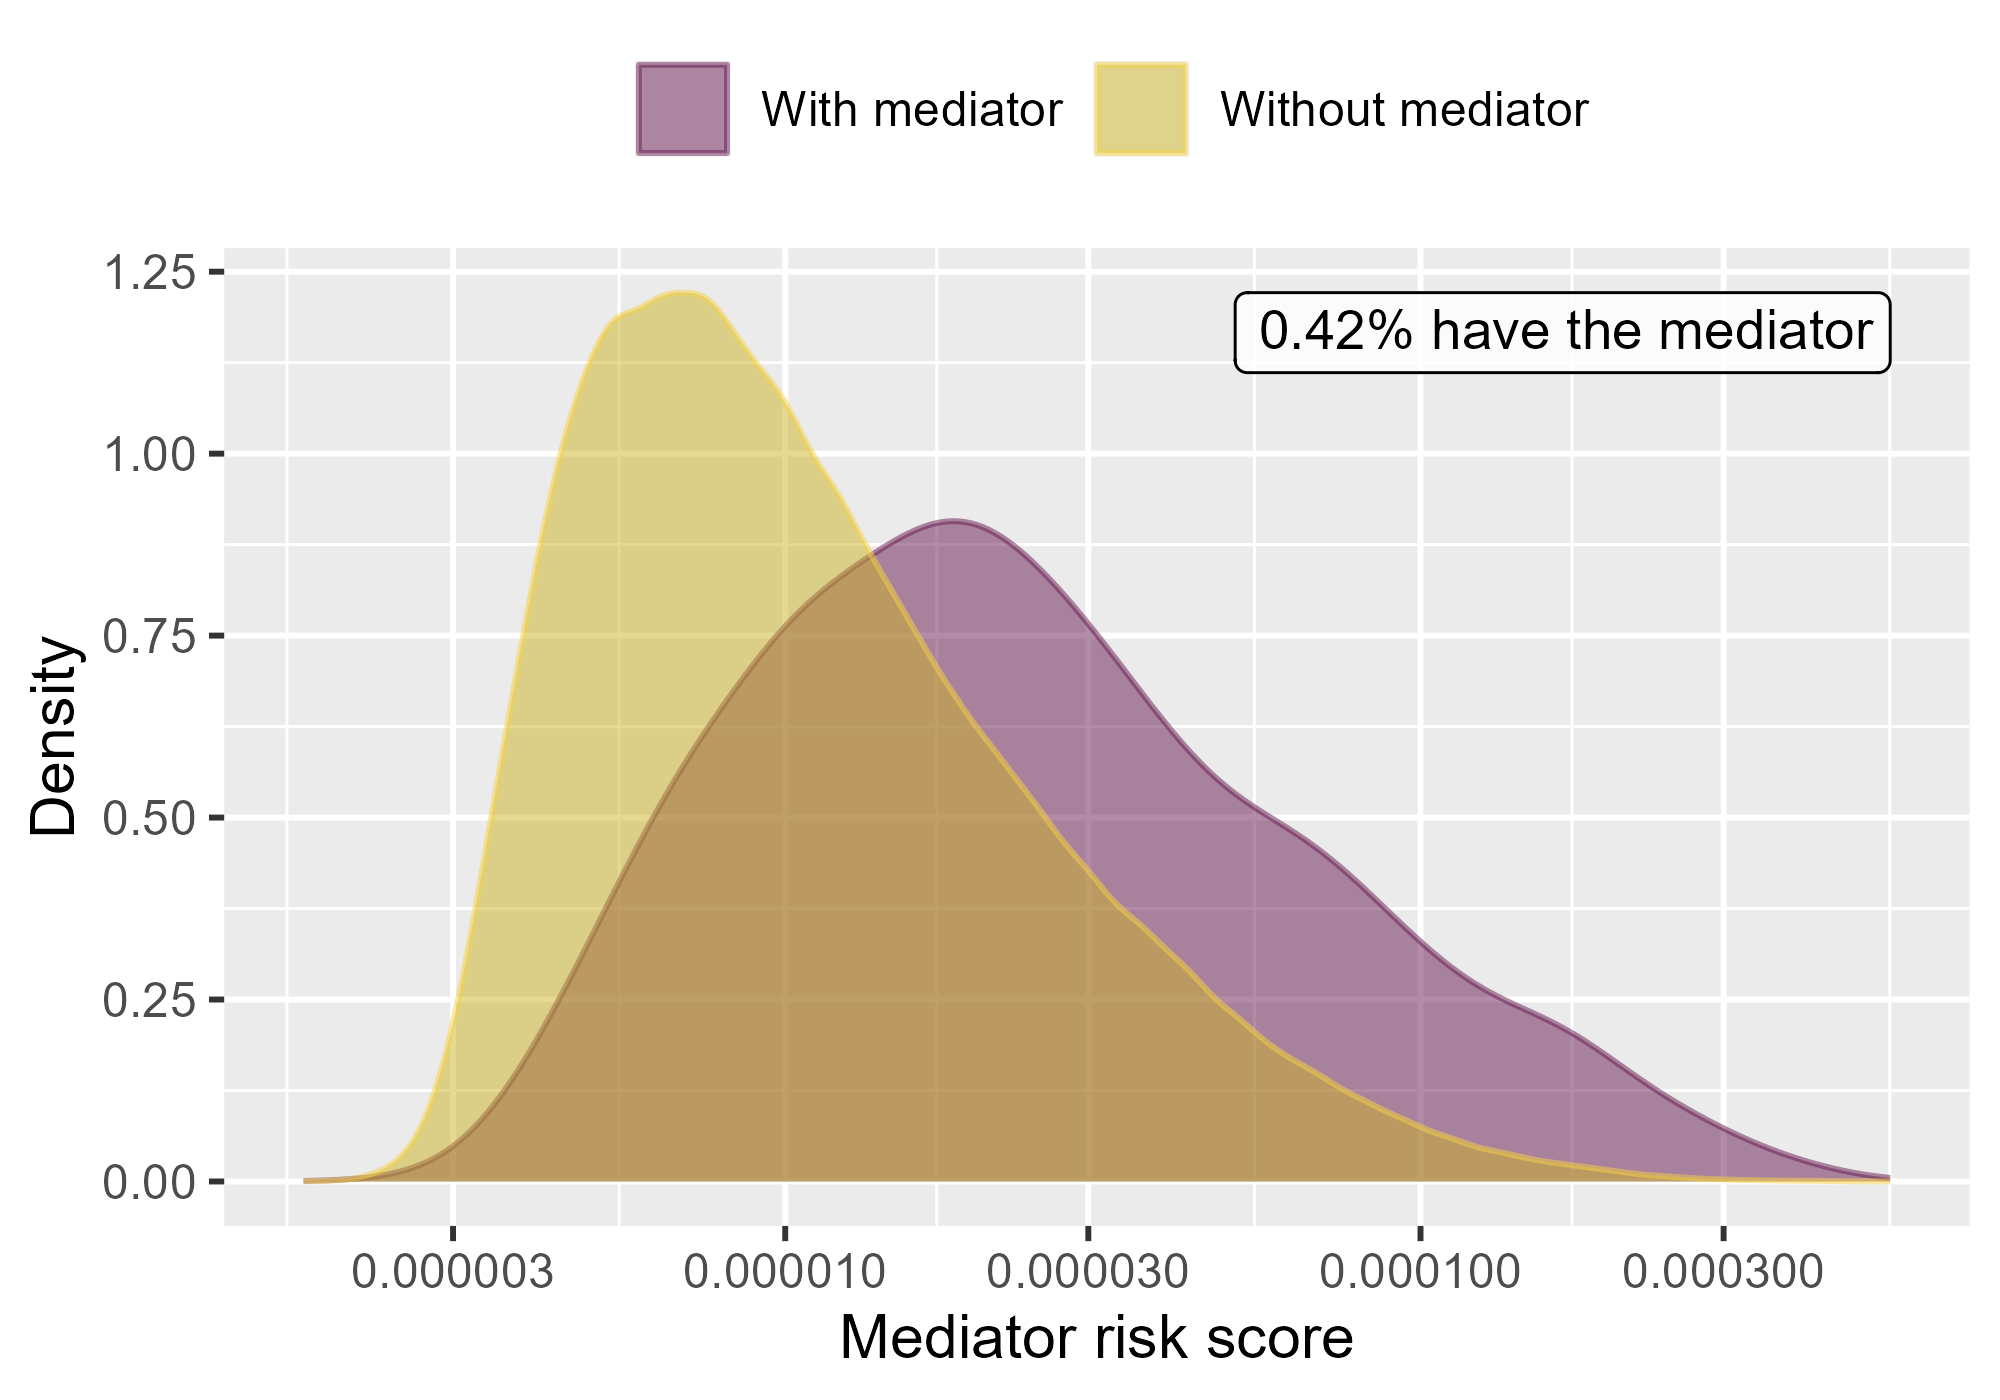 With mediator
Without mediator
1.25
0.42% have the mediator
1.00
0.75
0.50
0.25
0.00
Density
0.000003
0.000010
0.000030
0.000100
0.000300
Mediator risk score